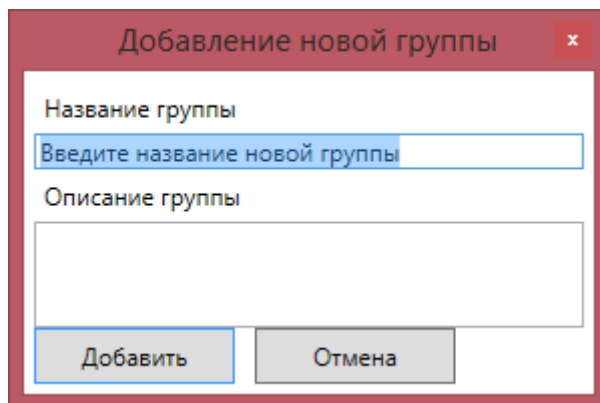 Добавление новой группы
x
Название группы
Введите название новой группы
Описание группы
Добавить
Отмена